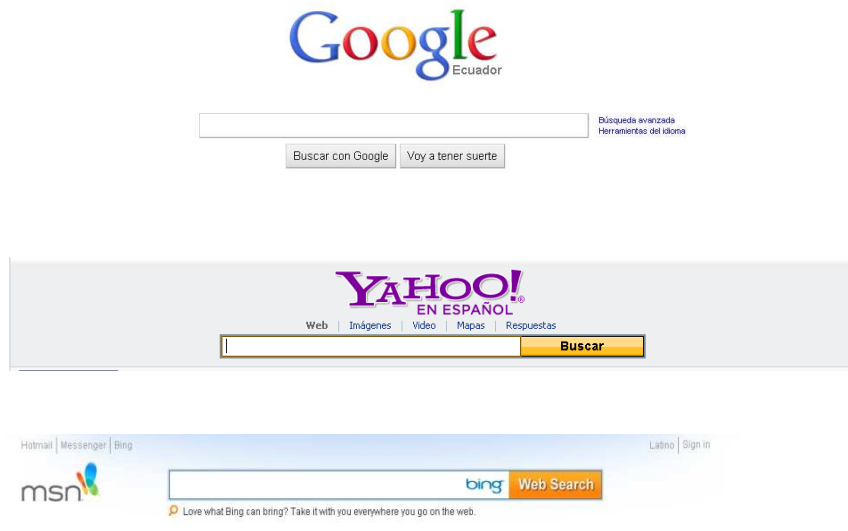 Google
Ecuador
Búsqueda avanzada
Herramientas del idioma
Buscar con Google Voy a tener suerte
YAHOO!®
EN ESPAÑOL
Web | Imágenes | Video | Mapas | Respuestas
Buscar
Hotmail | Messenger | Bing Latino | Sign in
msn bing Web Search
Love what Bing can bring? Take it with you everywhere you go on the web.